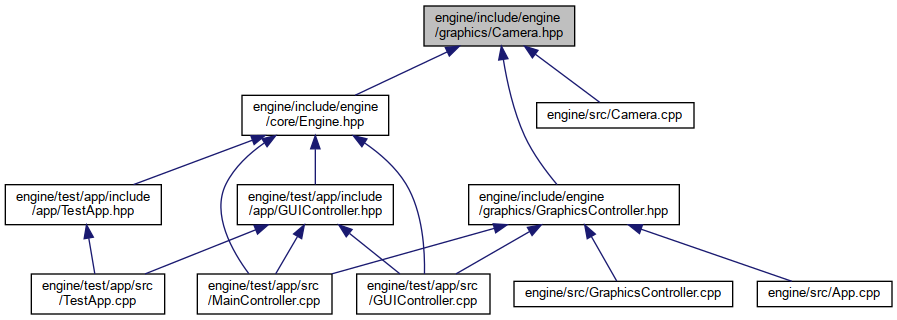 engine/include/engine
/graphics/Camera.hpp
engine/include/engine
/core/Engine.hpp
engine/src/Camera.cpp
engine/test/app/include
/app/TestApp.hpp
engine/test/app/include
/app/GUIController.hpp
engine/include/engine
/graphics/GraphicsController.hpp
engine/test/app/src
/TestApp.cpp
engine/test/app/src
/MainController.cpp
engine/test/app/src
/GUIController.cpp
engine/src/GraphicsController.cpp
engine/src/App.cpp